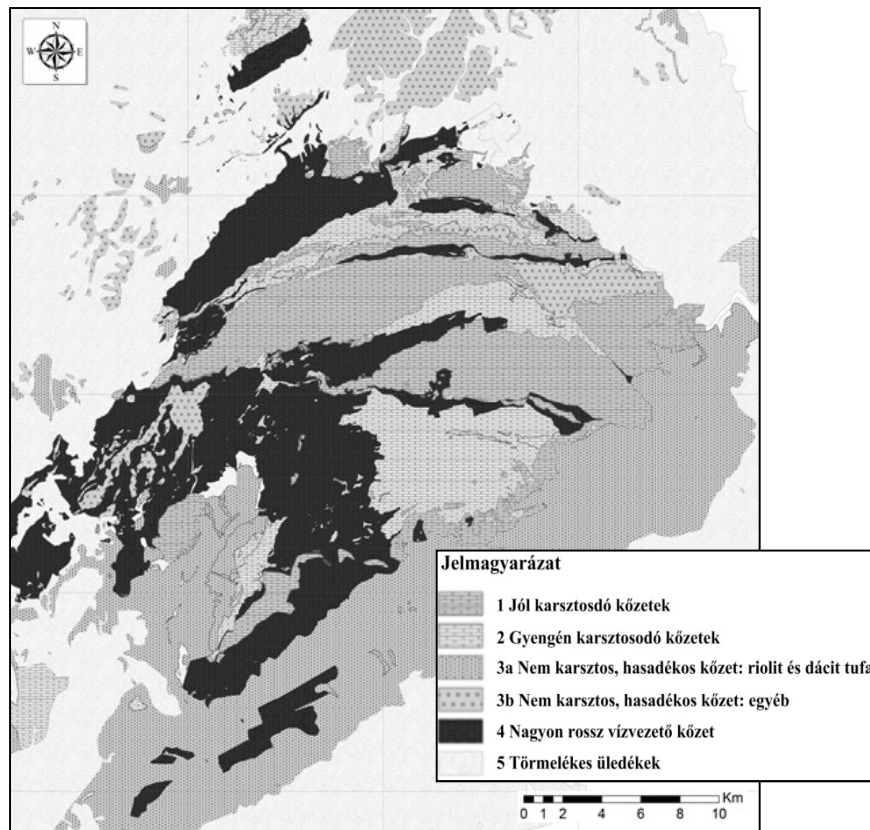 N
W E
S
Jelmagyarázat
1 Jól karsztosdó kőzetek
2 Gyengén karsztosodó kőzetek
3a Nem karsztos, hasadékos kőzet: riolit és dácit tufa
3b Nem karsztos, hasadékos kőzet: egyéb
4 Nagyon rossz vízvezető kőzet
5 Törmelékes üledékek
Km
0 1 2 4 6 8 10